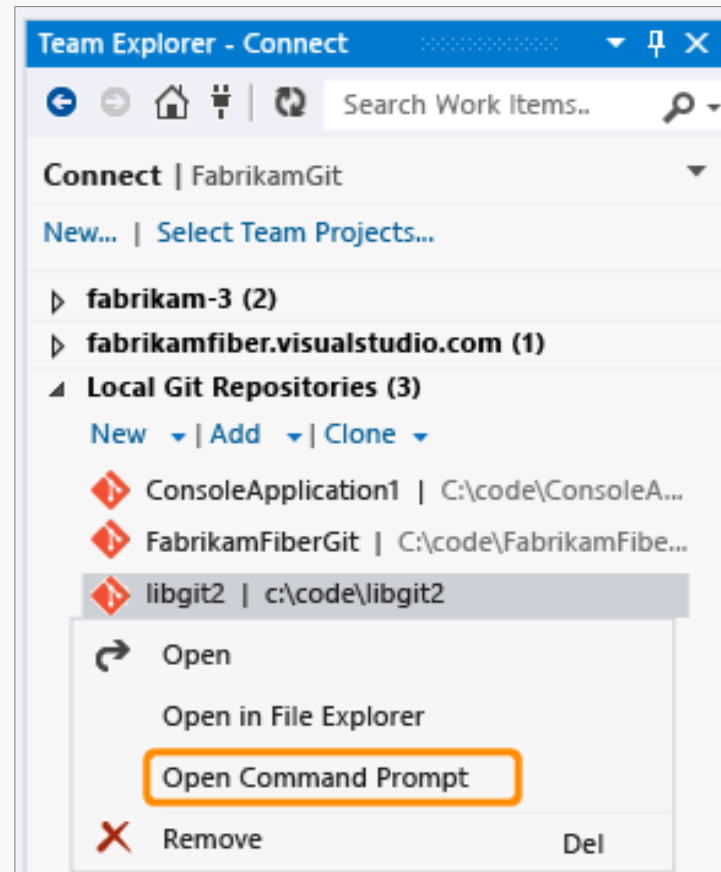 Team Explorer - Connect
Search Work Items..
Connect | FabrikamGit
New... | Select Team Projects...
fabrikam-3 (2)
fabrikamfiber.visualstudio.com (1)
Local Git Repositories (3)
New | Add | Clone
ConsoleApplication1 | C:\code\ConsoleA...
FabrikamFiberGit | C:\code\FabrikamFibe...
libgit2 | c:\code\libgit2
Open
Open in File Explorer
Open Command Prompt
Remove Del